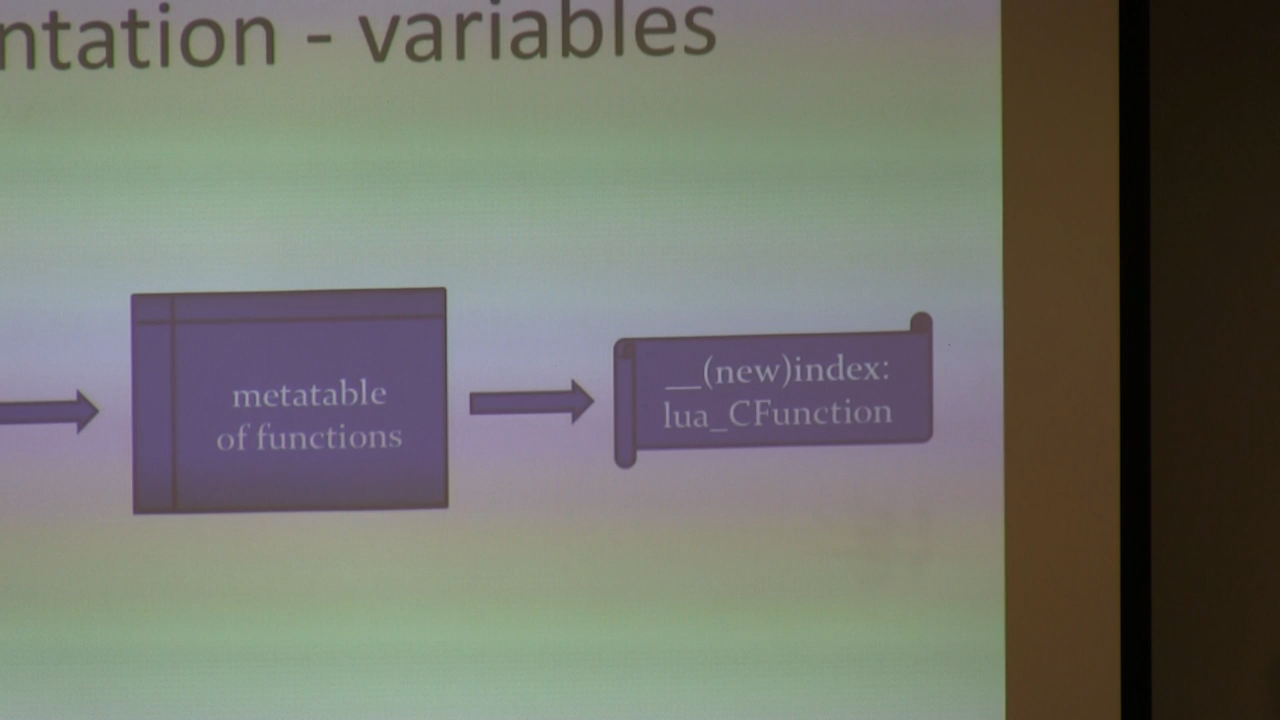 ntation - variables
metatable
of functions
__(new)index:
lua_CFunction